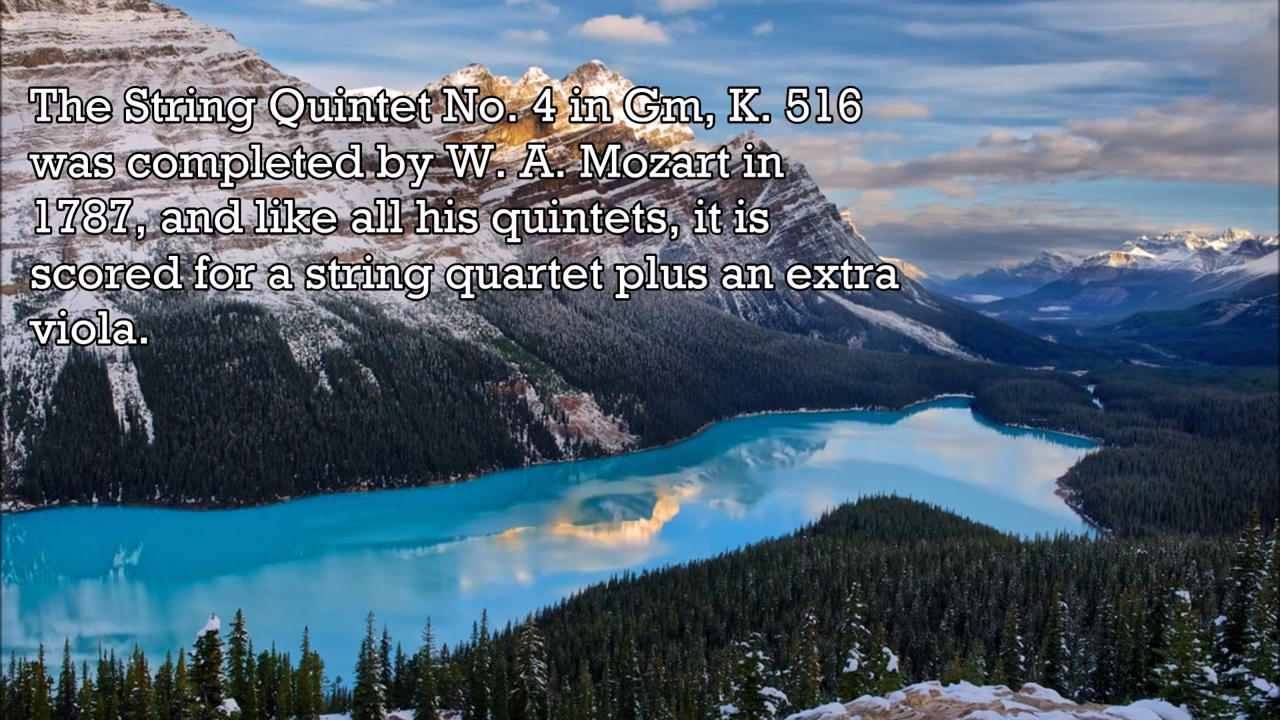 The String Quintet No. 4 in Gm, K. 516
was completed by W. A. Mozart in
1787, and like all his quintets, it is
scored for a string quartet plus an extra
viola.